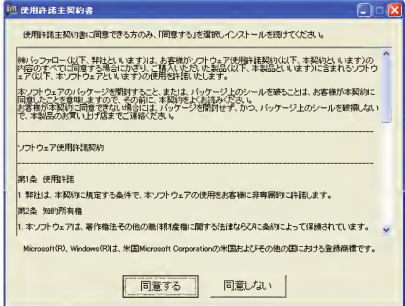 使用許諾主契約書
使用許諾主契約書に同意できる方のみ、「同意する」を選択しインストールを続けてください。
㈱バッファロー(以下、弊社といいます)は、お客様がソフトウェア使用許諾契約(以下、本契約といいます)の
内容のすべてに同意する場合にかぎり、ご購入いただいた製品(以下、本製品といいます)に含まれるソフトウ
ェア(以下、本ソフトウェアといいます)の使用を許諾いたします。
本ソフトウェアのパッケージを開封すること、または、パッケージ上のシールを破ることは、お客様が本契約に
同意したことを意味しますので、その前に、本契約をよくお読みください。
お客様が本契約に同意できない場合には、パッケージを開封せず、かつ、パッケージ上のシールを破損しない
で、本製品のお買い上げ店までご連絡ください。
ソフトウェア使用許諾契約
第1条 使用許諾
1 弊社は、本契約に規定する条件で、本ソフトウェアの使用をお客様に非専属的に許諾します。
第2条 知的所有権
1. 本ソフトウェアは、著作権法その他の無体財産権に関する法律ならびに条約によって保護されています。
Microsoft(R)、Windows(R)は、米国Microsoft Corporationの米国およびその他の国における登録商標です。
同意する
同意しない